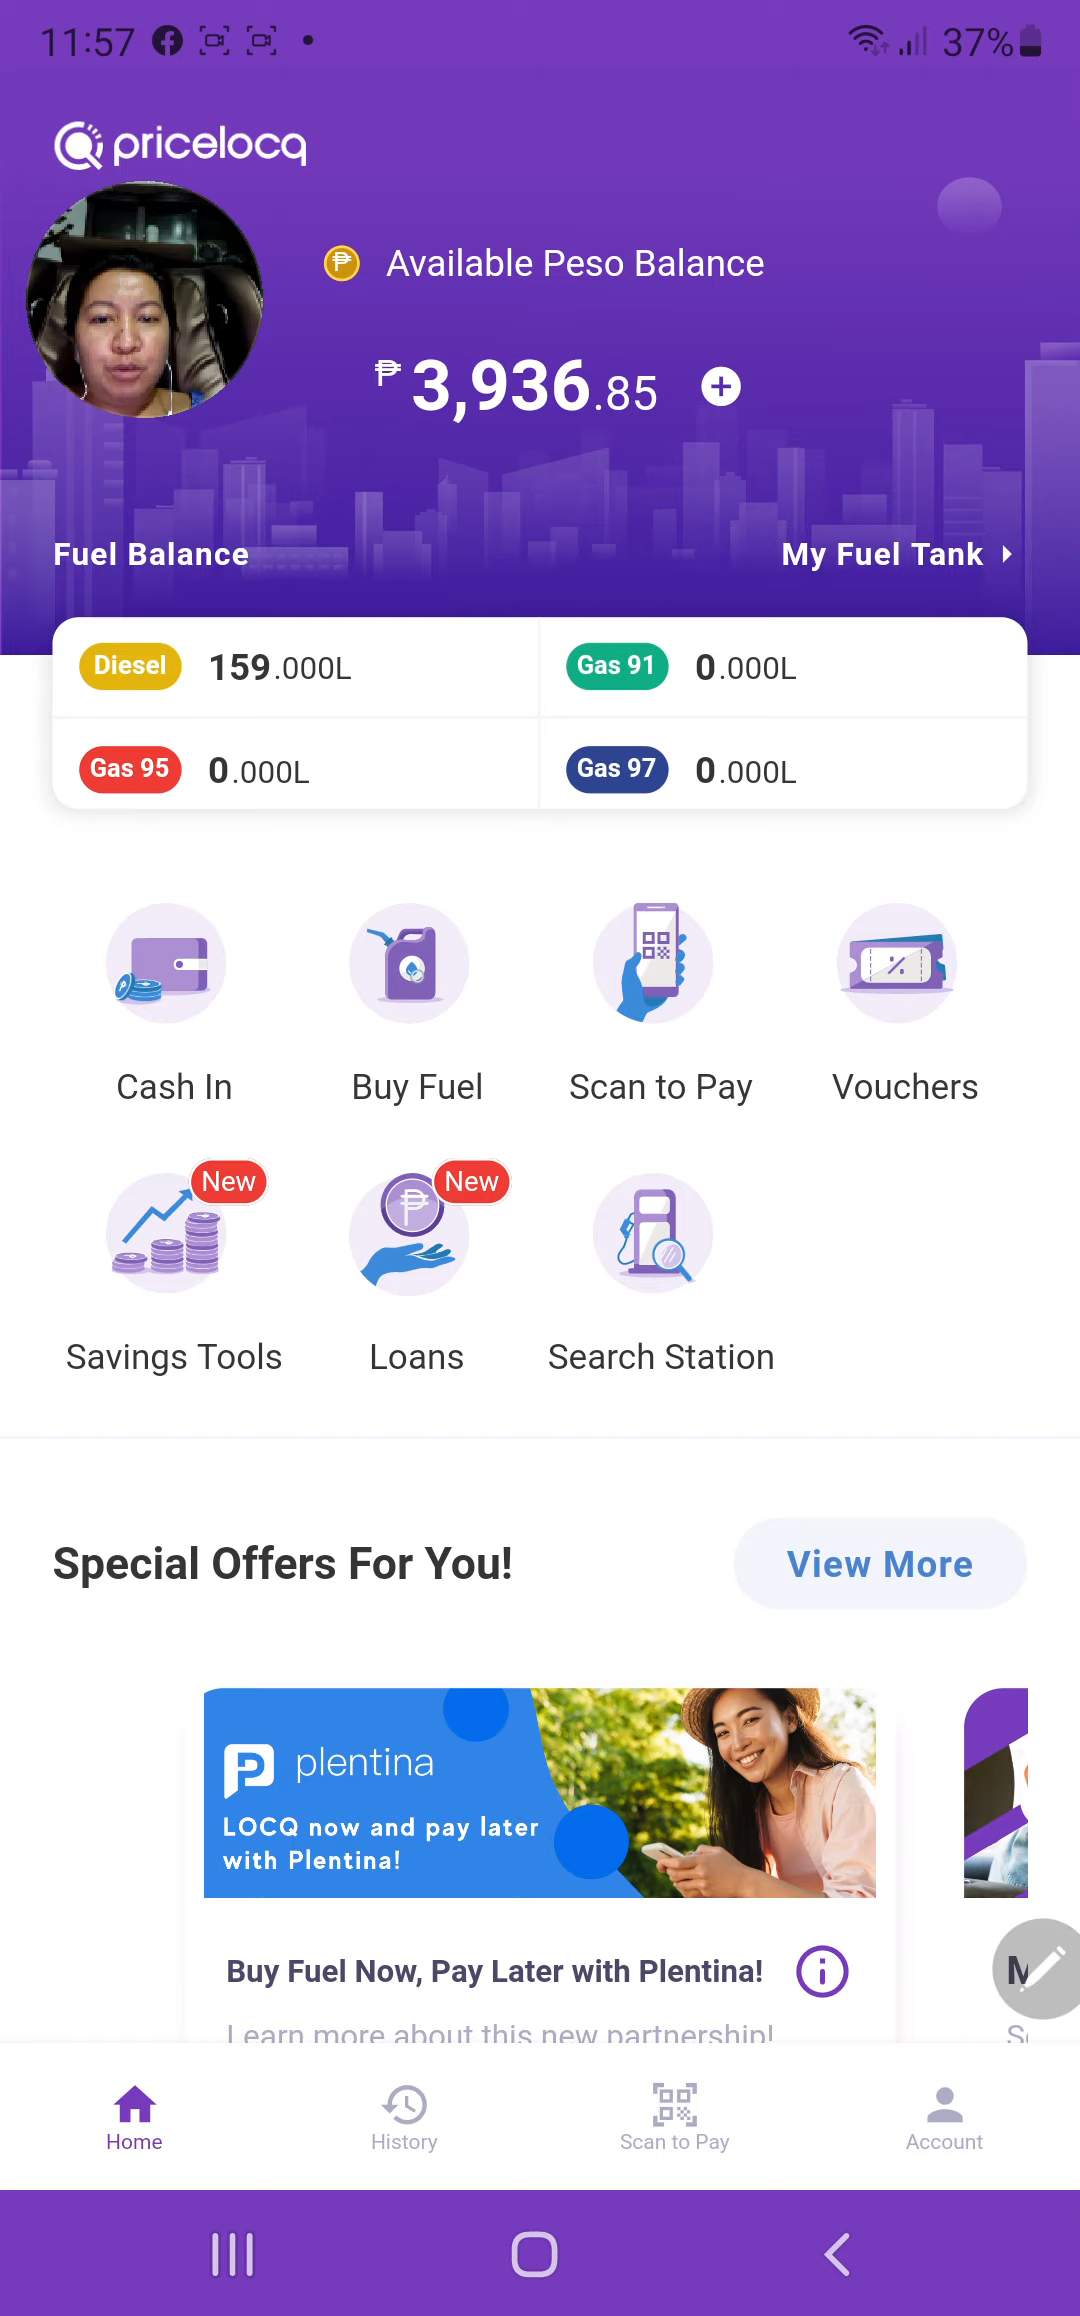 11:57
37%
pricelocq
Available Peso Balance
₱3,936.85
Fuel Balance
My Fuel Tank
Diesel 159.000L
Gas 91 0.000L
Gas 95 0.000L
Gas 97 0.000L
Cash In
Buy Fuel
Scan to Pay
Vouchers
New
New
Savings Tools
Loans
Search Station
Special Offers For You!
View More
plentina
LOCQ now and pay later
with Plentina!
Buy Fuel Now, Pay Later with Plentina!
Learn more about this new partnership!
Home
History
Scan to Pay
Account